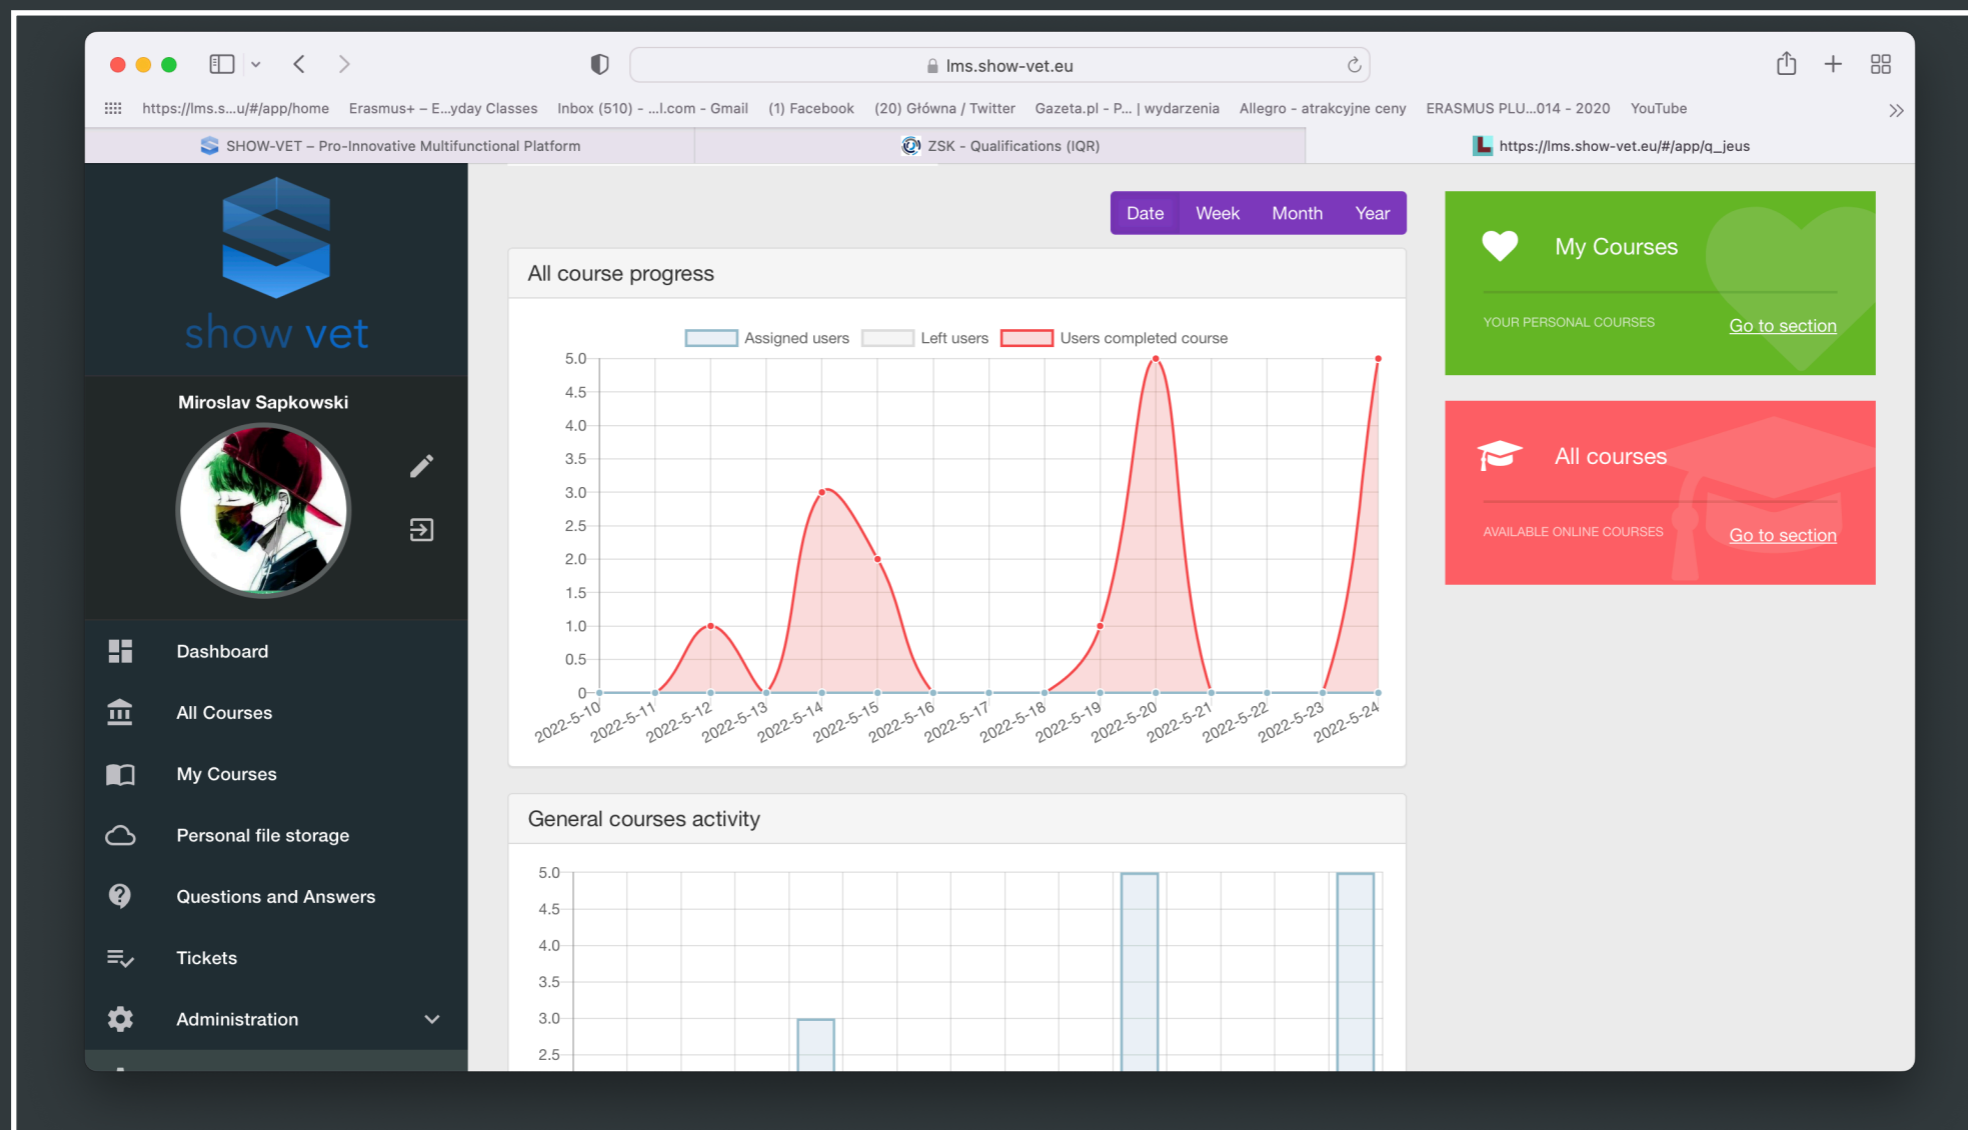 lms.show-vet.eu
https://lms.s...u/#/app/home Erasmus+ – E...yday Classes Inbox (510) - ...l.com - Gmail (1) Facebook (20) Główna / Twitter Gazeta.pl - P... | wydarzenia Allegro - atrakcyjne ceny ERASMUS PLU...014 - 2020 YouTube
SHOW-VET – Pro-Innovative Multifunctional Platform ZSK - Qualifications (IQR) https://lms.show-vet.eu/#/app/q_jeus
show vet
Miroslav Sapkowski
Dashboard
All Courses
My Courses
Personal file storage
Questions and Answers
Tickets
Administration
Date Week Month Year
All course progress
Assigned users Left users Users completed course
5.0
4.5
4.0
3.5
3.0
2.5
2.0
1.5
1.0
0.5
0
2022-5-10 2022-5-11 2022-5-12 2022-5-13 2022-5-14 2022-5-15 2022-5-16 2022-5-17 2022-5-18 2022-5-19 2022-5-20 2022-5-21 2022-5-22 2022-5-23 2022-5-24
General courses activity
5.0
4.5
4.0
3.5
3.0
2.5
My Courses
YOUR PERSONAL COURSES Go to section
All courses
AVAILABLE ONLINE COURSES Go to section